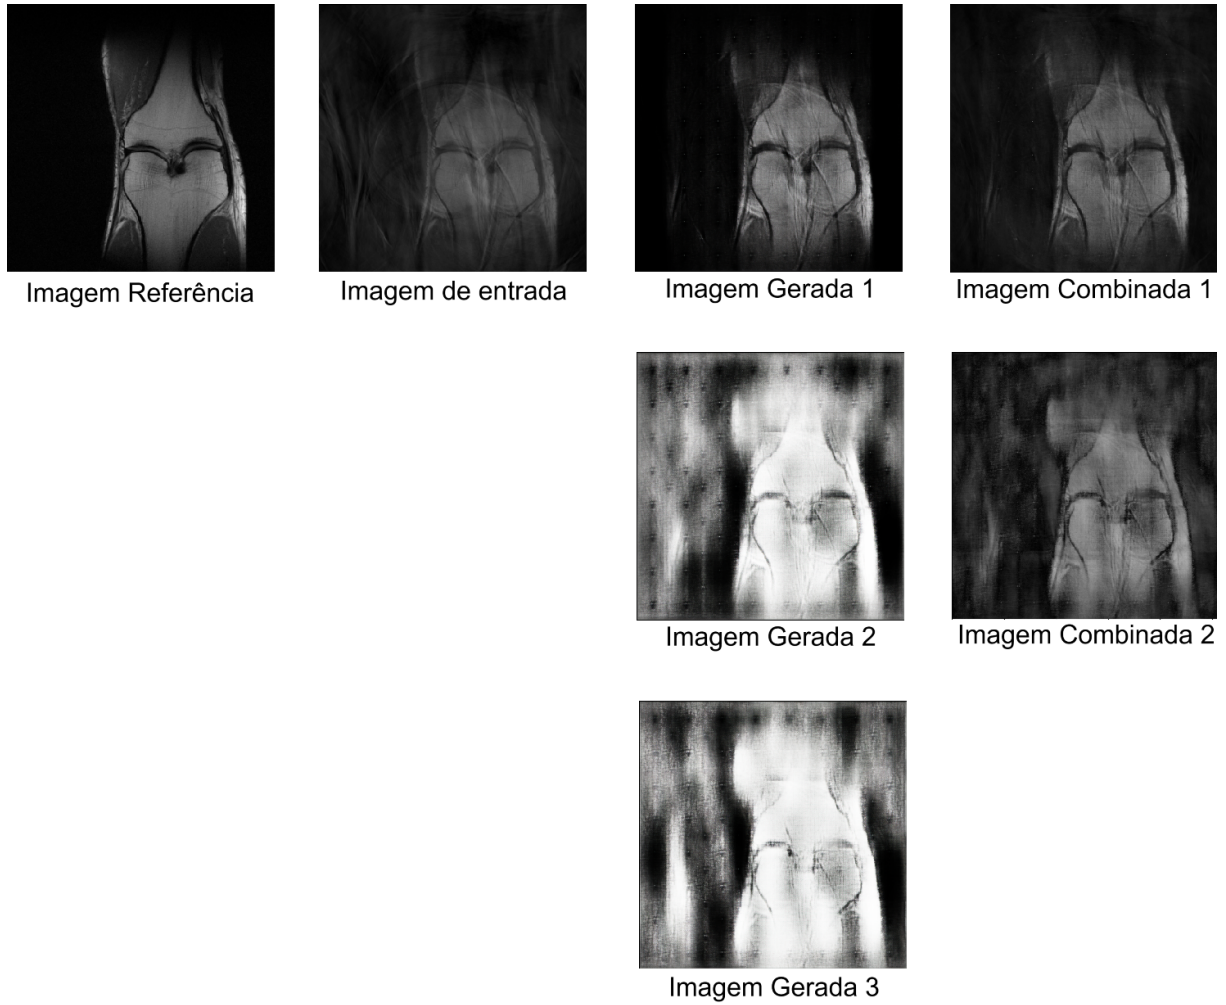 Imagem Referência
Imagem de entrada
Imagem Gerada 1
Imagem Combinada 1
Imagem Gerada 2
Imagem Combinada 2
Imagem Gerada 3